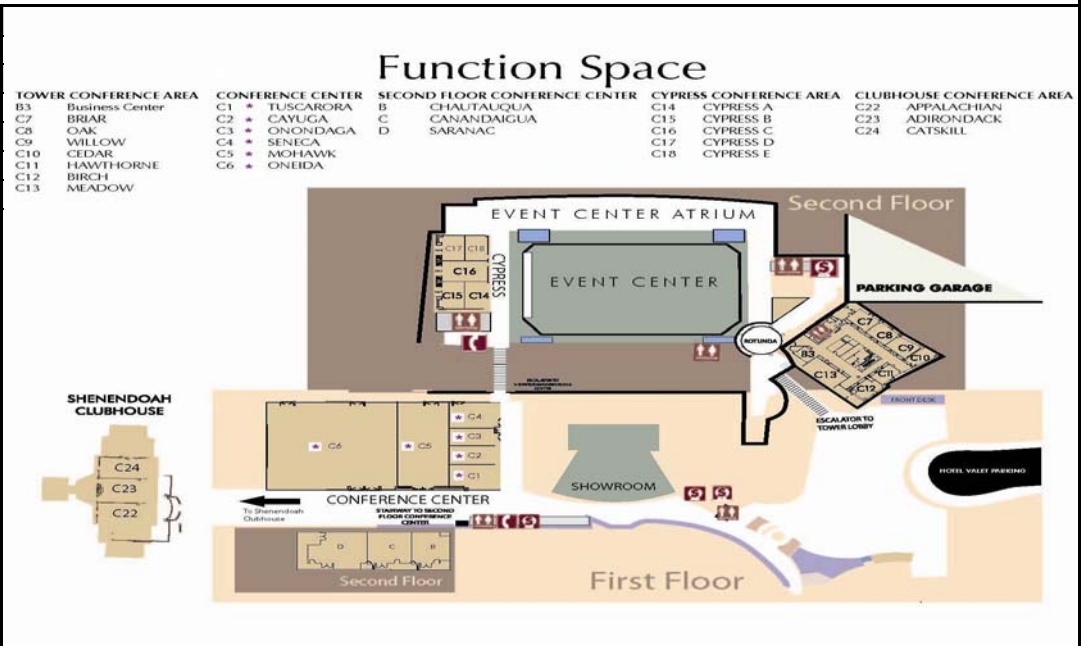 Function Space
TOWER CONFERENCE AREA
B3 Business Center
C7 BRIAR
C8 OAK
C9 WILLOW
C10 CEDAR
C11 HAWTHORNE
C12 BIRCH
C13 MEADOW
CONFERENCE CENTER
C1 * TUSCARORA
C2 * CAYUGA
C3 * ONONDAGA
C4 * SENECA
C5 * MOHAWK
C6 * ONEIDA
SECOND FLOOR CONFERENCE CENTER
B CHAUTAUQUA
C CANANDAIGUA
D SARANAC
CYPRESS CONFERENCE AREA
C14 CYPRESS A
C15 CYPRESS B
C16 CYPRESS C
C17 CYPRESS D
C18 CYPRESS E
CLUBHOUSE CONFERENCE AREA
C22 APPALACHIAN
C23 ADIRONDACK
C24 CATSKILL
Second Floor
EVENT CENTER ATRIUM
C17 C18
C16
C15 C14
CYPRESS
EVENT CENTER
PARKING GARAGE
ROTUNDA
C7
C8
C9
C10
B3
C13
C11
C12
FRONT DESK
ESCALATOR TO
TOWER LOBBY
HOTEL VALET PARKING
SHENENDOAH
CLUBHOUSE
C24
C23
C22
C6
C5
* C4
* C3
* C2
* C1
To Shenendoah
Clubhouse
CONFERENCE CENTER
STAIRWAY TO SECOND
FLOOR CONFERENCE
CENTER
SHOWROOM
D C B
Second Floor
First Floor